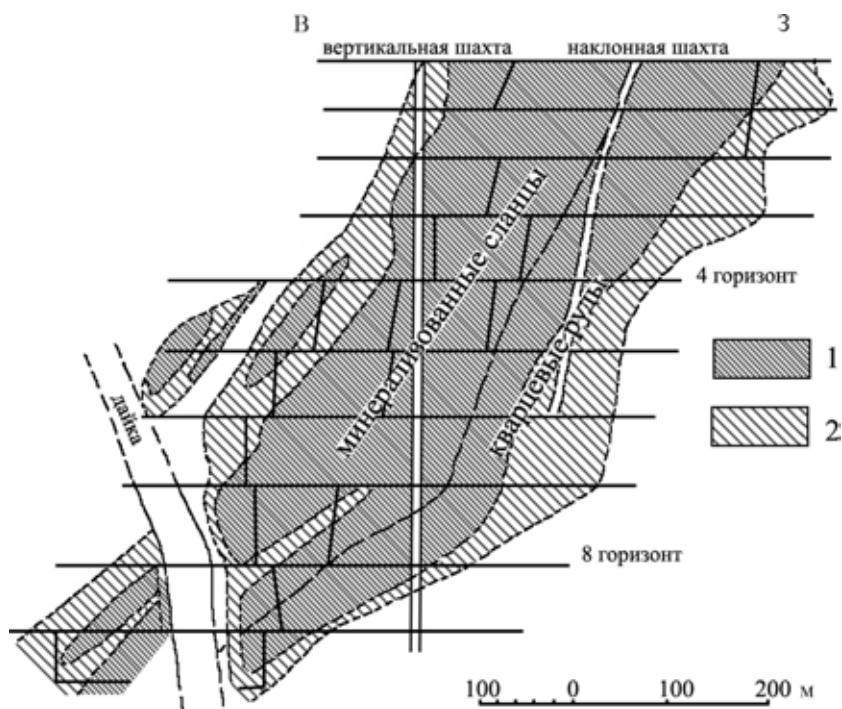 В З
вертикальная шахта наклонная шахта
минерализованные сланцы
кварцевые руды
4 горизонт
1
2
дайка
8 горизонт
100 0 100 200 м